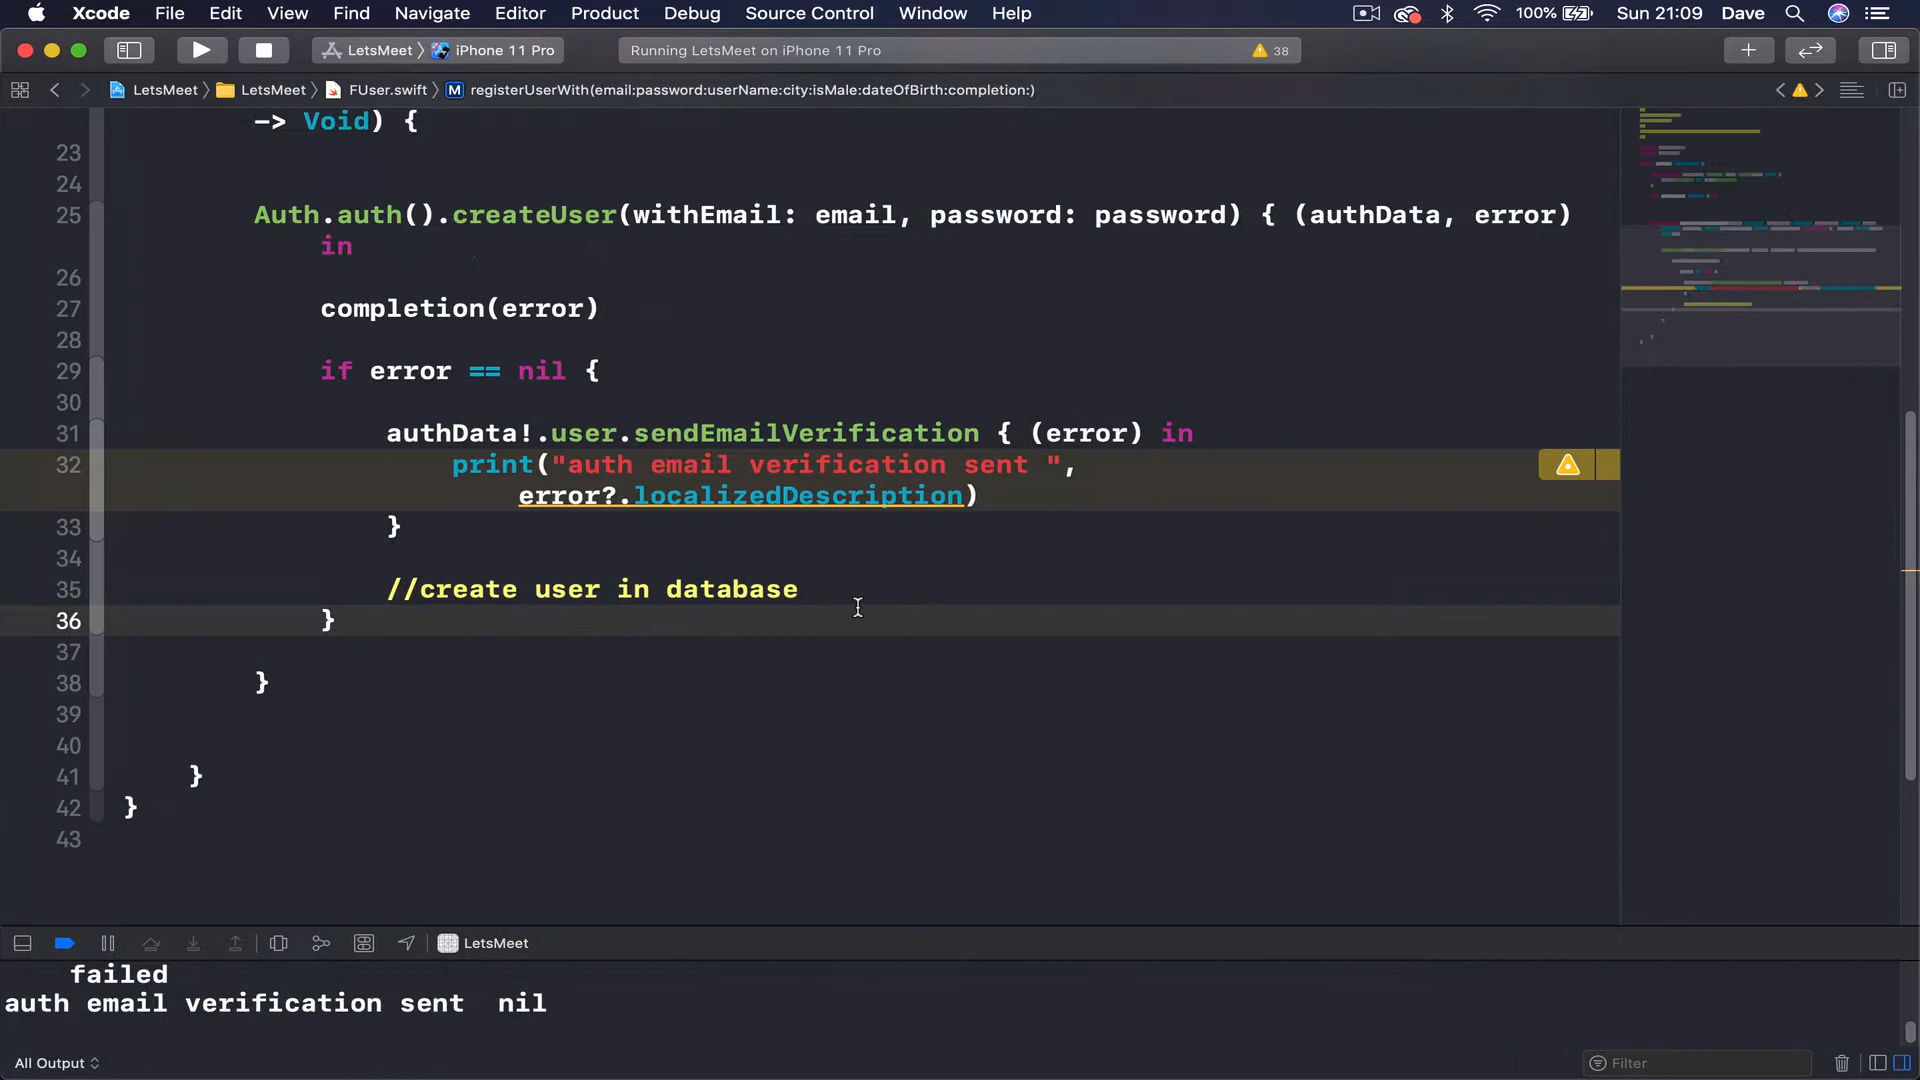 Xcode File Edit View Find Navigate Editor Product Debug Source Control Window Help 100% Sun 21:09 Dave
LetsMeet iPhone 11 Pro Running LetsMeet on iPhone 11 Pro 38
LetsMeet LetsMeet FUser.swift M registerUserWith(email:password:userName:city:isMale:dateOfBirth:completion:)
-> Void) {
23
24
25 Auth.auth().createUser(withEmail: email, password: password) { (authData, error)
in
26
27 completion(error)
28
29 if error == nil {
30
31 authData!.user.sendEmailVerification { (error) in
32 print("auth email verification sent ",
error?.localizedDescription)
33 }
34
35 //create user in database
36 }
37
38 }
39
40
41 }
42 }
43
LetsMeet
failed
auth email verification sent  nil
All Output Filter